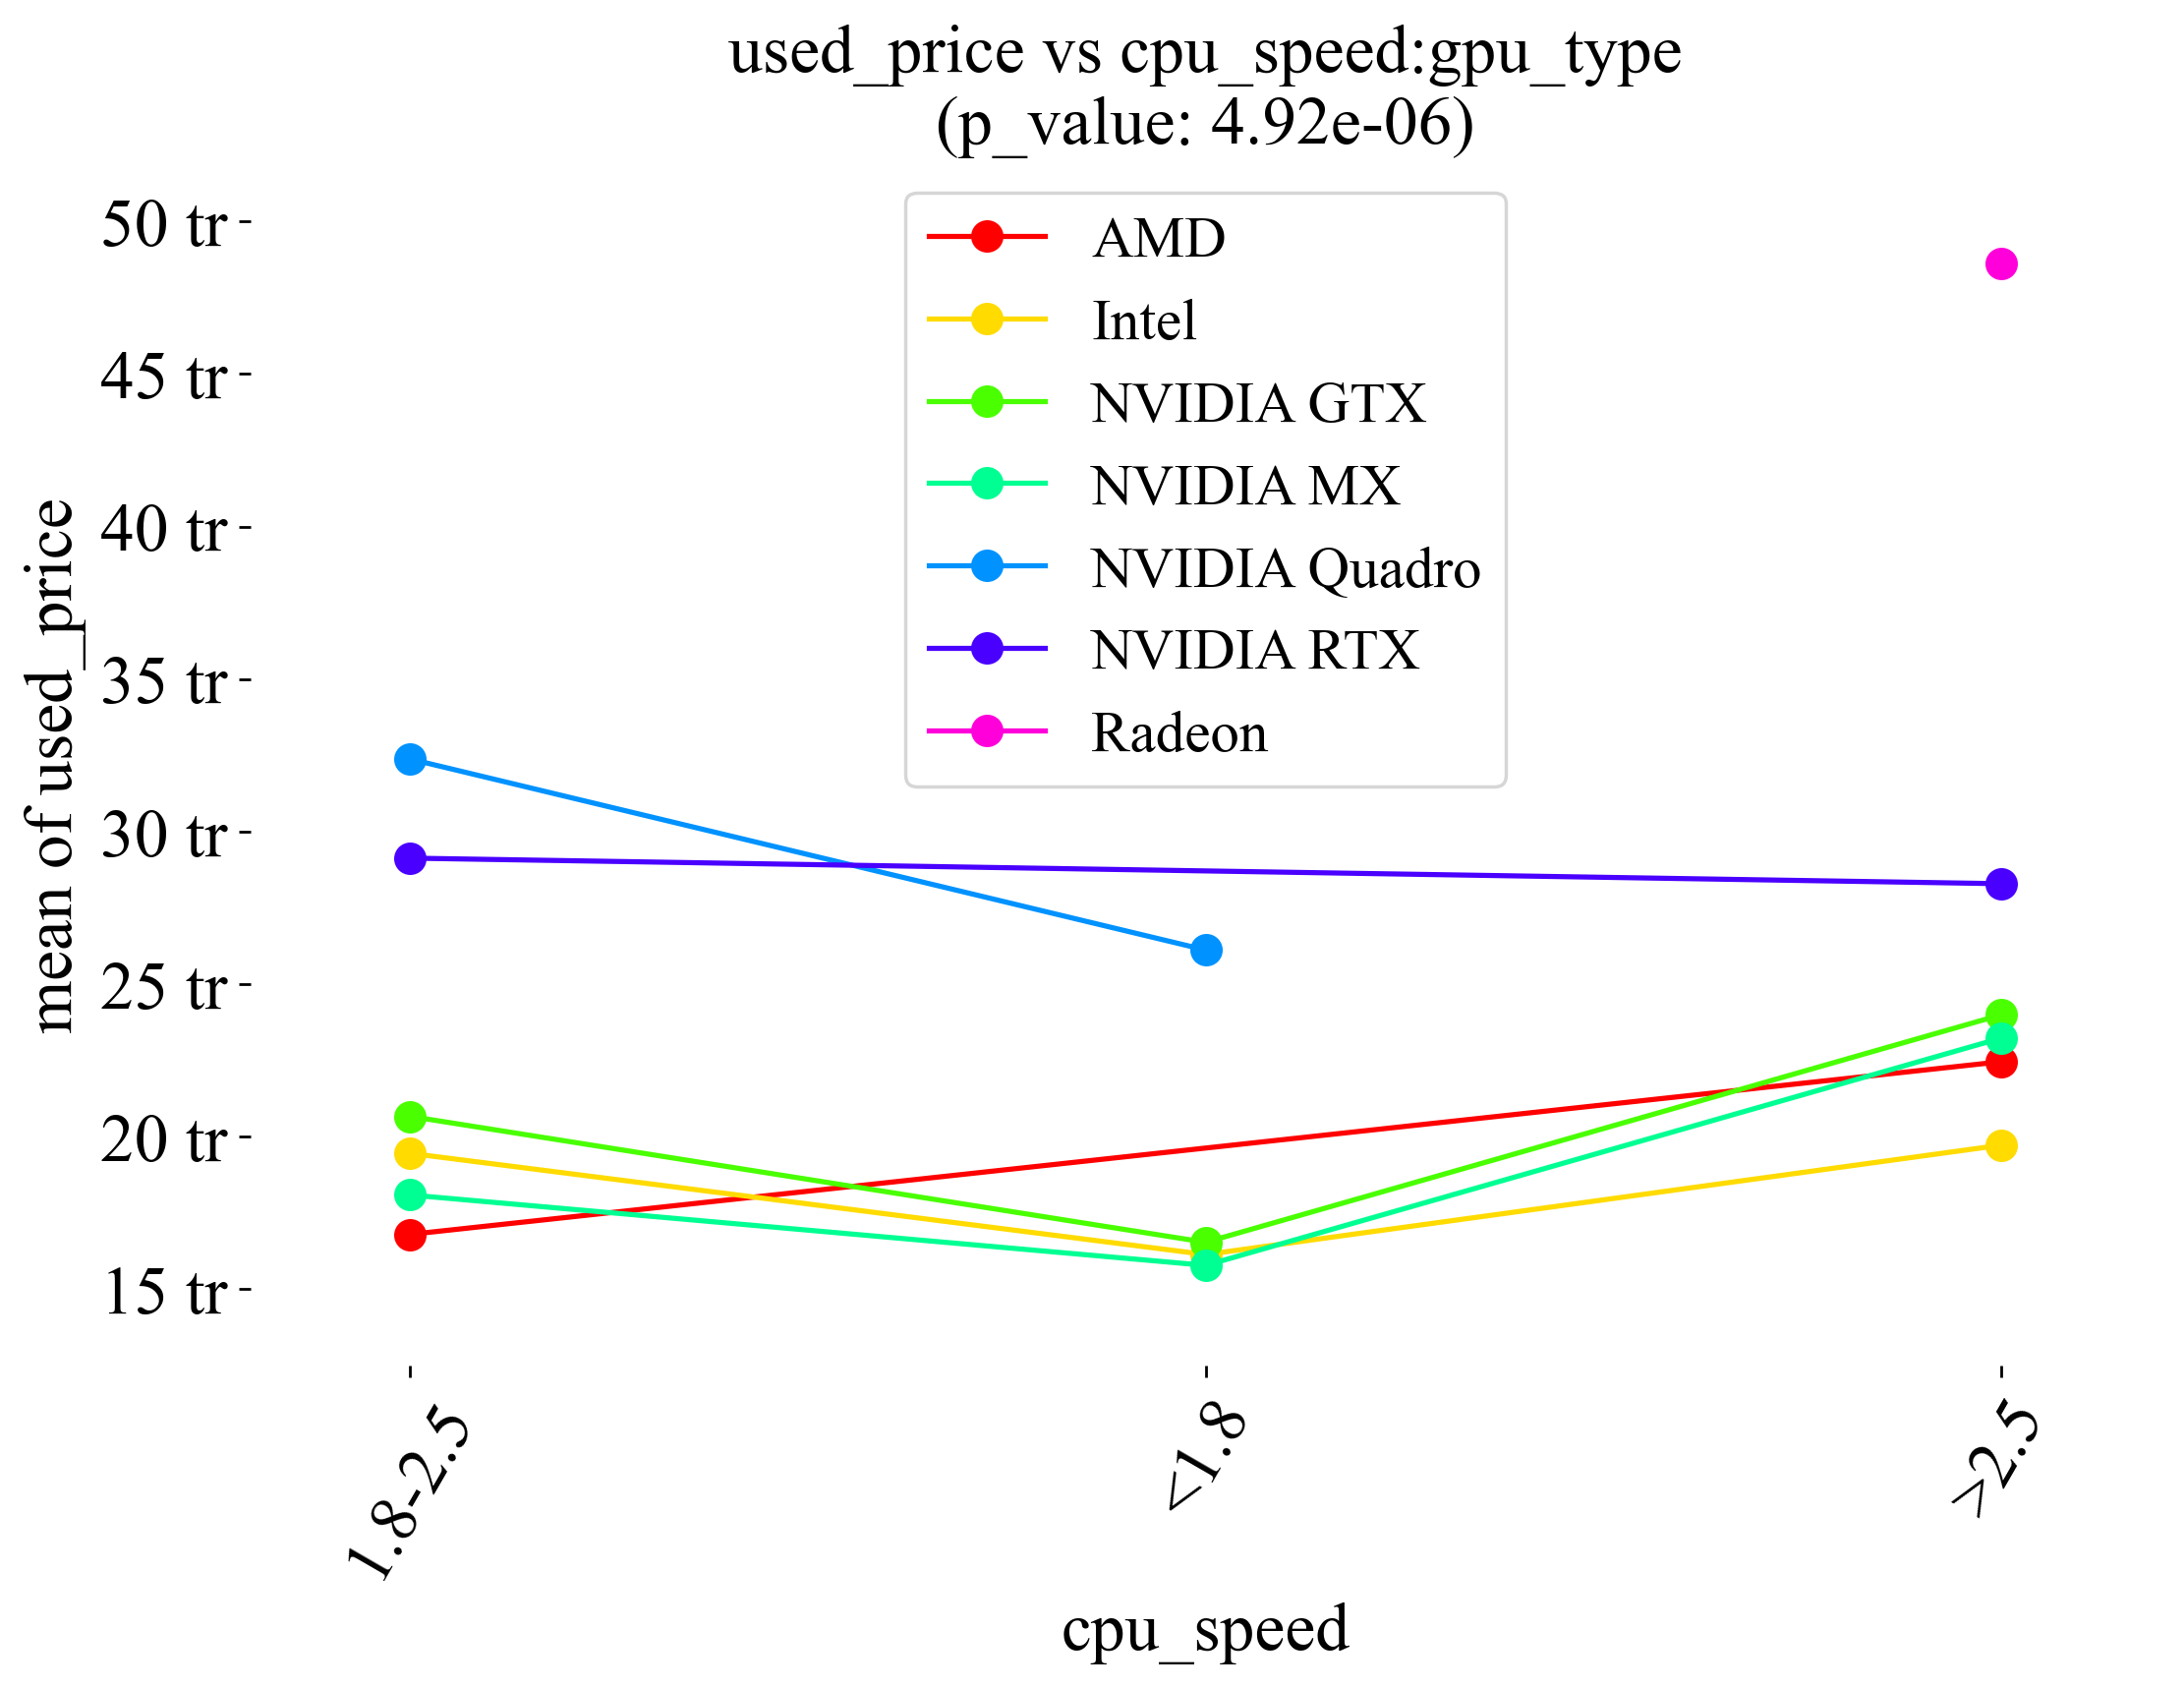 used_price vs cpu_speed:gpu_type
(p_value: 4.92e-06)
50 tr
45 tr
40 tr
35 tr
30 tr
25 tr
20 tr
15 tr
mean of used_price
AMD
Intel
NVIDIA GTX
NVIDIA MX
NVIDIA Quadro
NVIDIA RTX
Radeon
1.8-2.5
<1.8
>2.5
cpu_speed